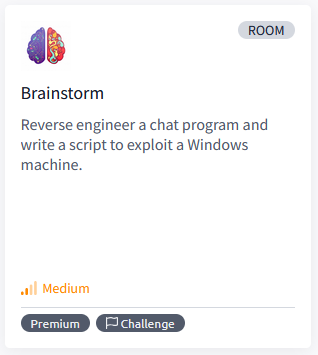 ROOM
Brainstorm
Reverse engineer a chat program and
write a script to exploit a Windows
machine.
Medium
Premium
Challenge